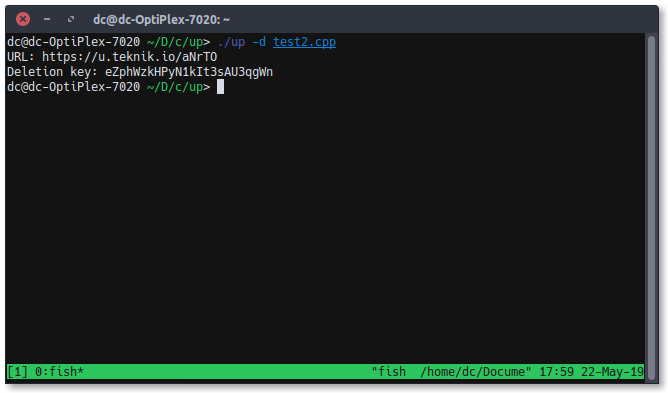 dc@dc-OptiPlex-7020: ~
dc@dc-OptiPlex-7020 ~/D/c/up> ./up -d test2.cpp
URL: https://u.teknik.io/aNrTO
Deletion key: eZphWzkHPyN1kIt3sAU3qgWn
dc@dc-OptiPlex-7020 ~/D/c/up>
[1] 0:fish* "fish  /home/dc/Docume" 17:59 22-May-19